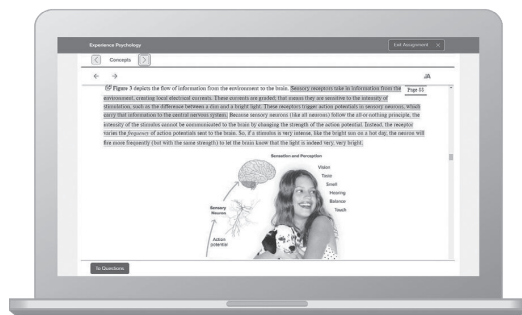 Experience Psychology
Exit Assignment X
< Concepts >
← → AA
Figure 3 depicts the flow of information from the environment to the brain. Sensory receptors take in information from the
Page 83
environment, creating local electrical currents. These currents are graded; that means they are sensitive to the intensity of
stimulation, such as the difference between a dim and a bright light. These receptors trigger action potentials in sensory neurons, which
carry that information to the central nervous system. Because sensory neurons (like all neurons) follow the all-or-nothing principle, the
intensity of the stimulus cannot be communicated to the brain by changing the strength of the action potential. Instead, the receptor
varies the frequency of action potentials sent to the brain. So, if a stimulus is very intense, like the bright sun on a hot day, the neuron will
fire more frequently (but with the same strength) to let the brain know that the light is indeed very, very bright.
Sensation and Perception
Vision
Taste
Smell
Hearing
Balance
Touch
Sensory
Neuron
Action
potential
To Questions